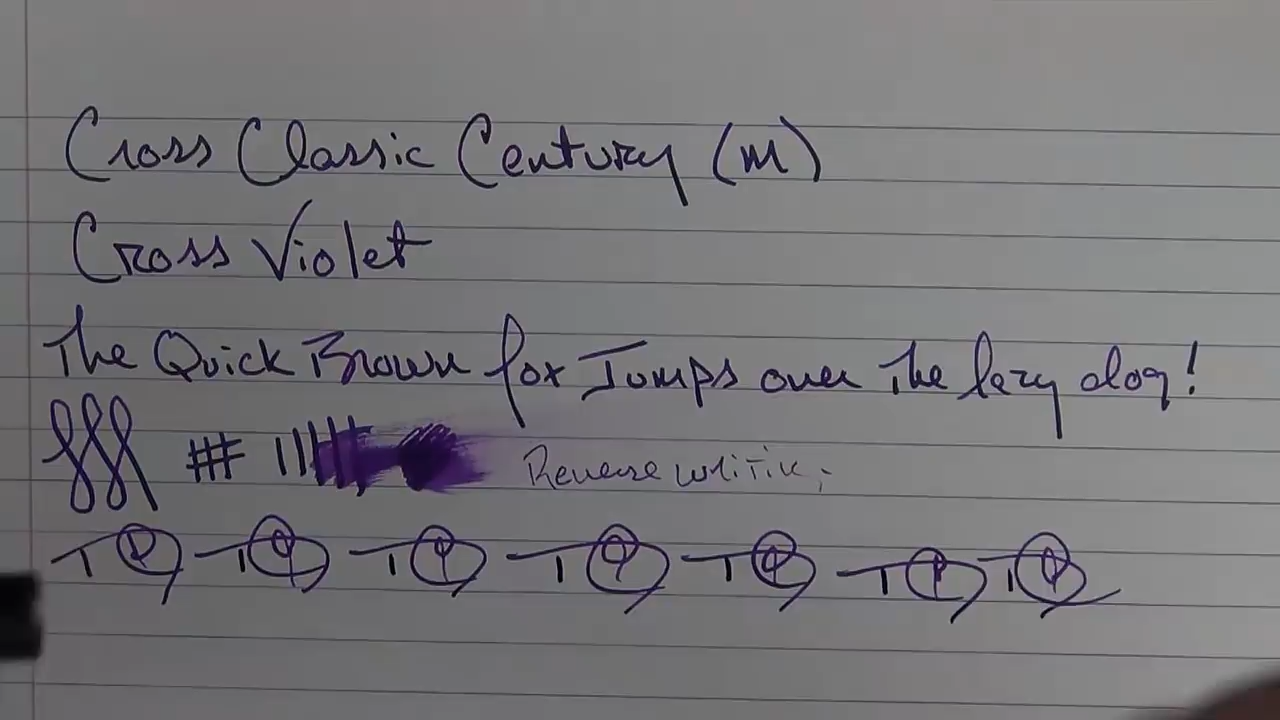 Cross Classic Century (M)
Cross Violet
The Quick Brown fox Jumps over The lazy dog!
fff # Reverse writing